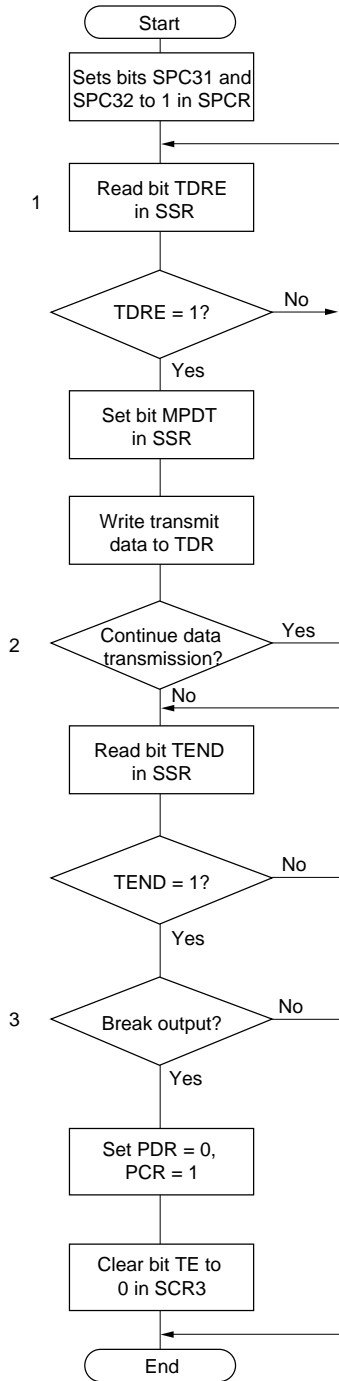 Start
Sets bits SPC31 and
SPC32 to 1 in SPCR
1
Read bit TDRE
in SSR
TDRE = 1?
No
Yes
Set bit MPDT
in SSR
Write transmit
data to TDR
2
Continue data
transmission?
Yes
No
Read bit TEND
in SSR
TEND = 1?
No
Yes
3
Break output?
No
Yes
Set PDR = 0,
PCR = 1
Clear bit TE to
0 in SCR3
End